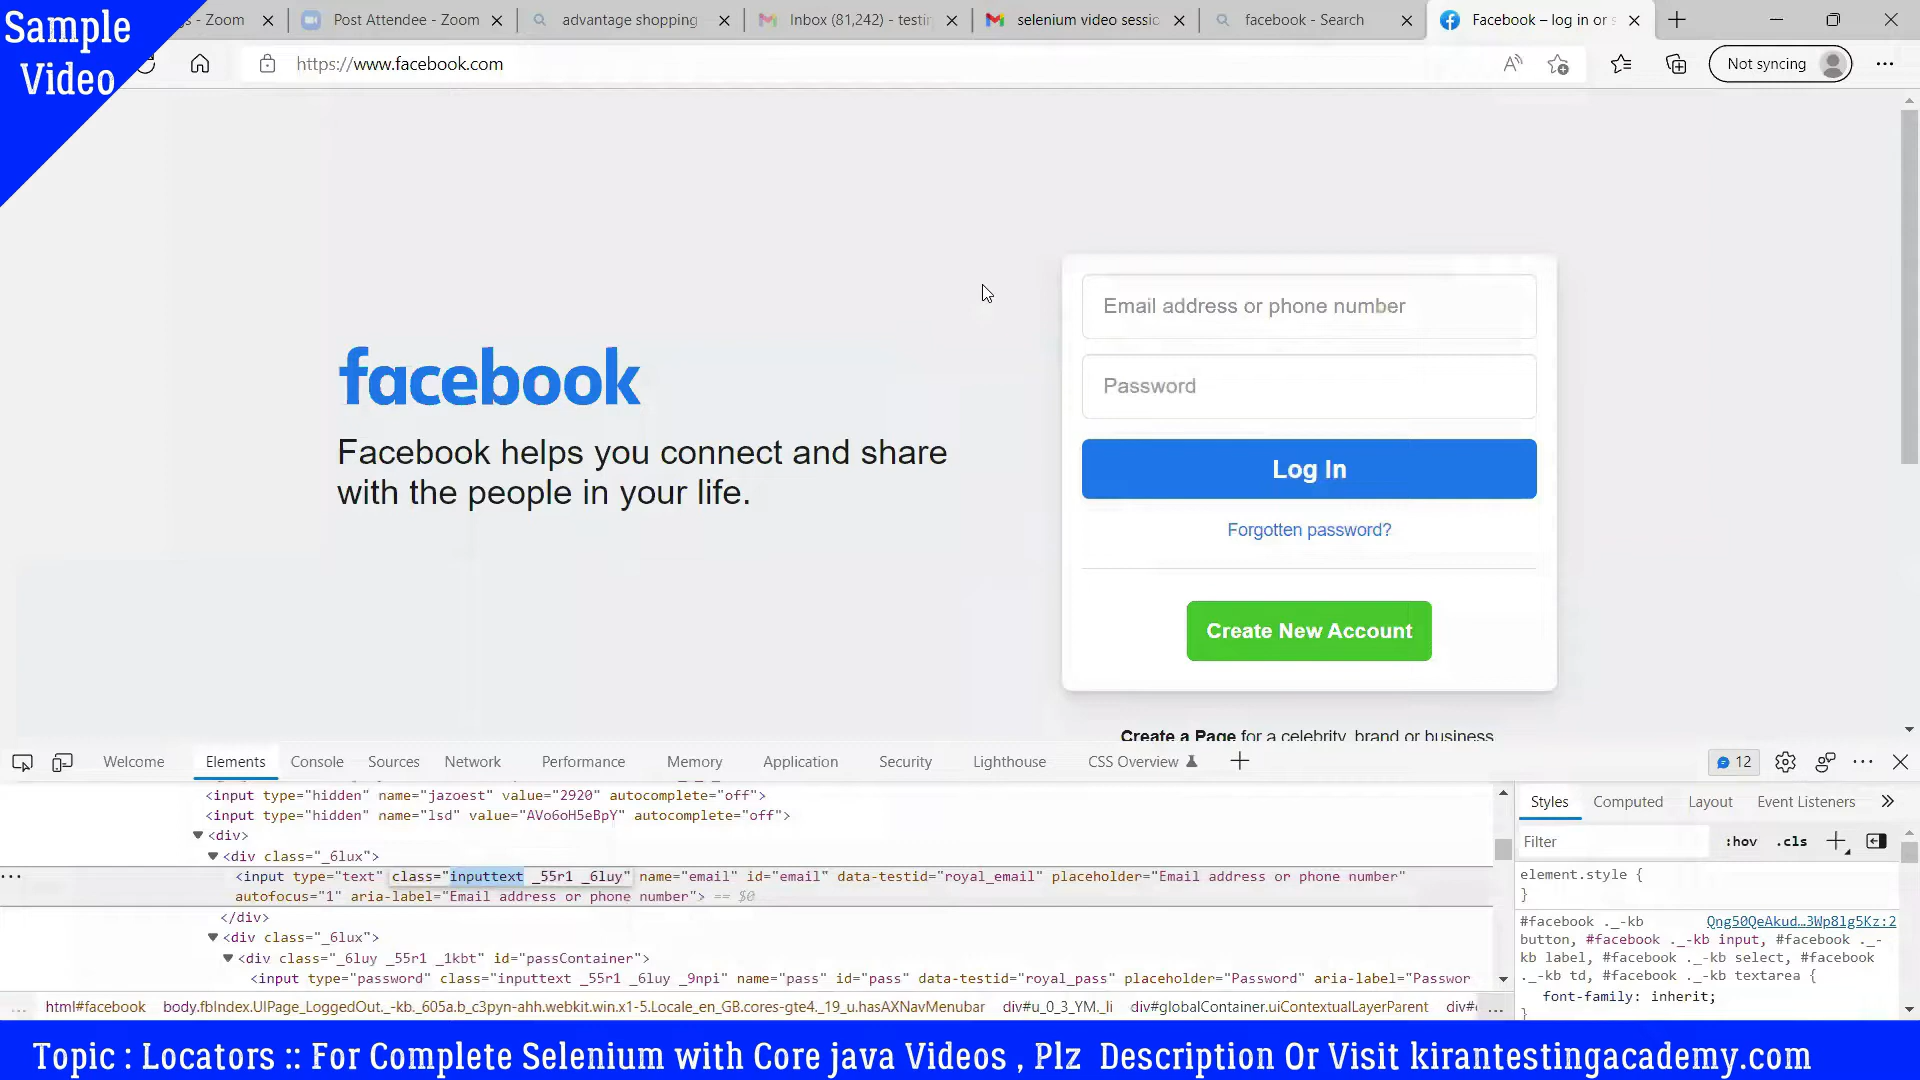 Sample
Video
gs - Zoom
Post Attendee - Zoom
advantage shopping
Inbox (81,242) - testin
selenium video sessic
facebook - Search
Facebook – log in or s
https://www.facebook.com
Not syncing
facebook
Facebook helps you connect and share
with the people in your life.
Email address or phone number
Password
Log In
Forgotten password?
Create New Account
Create a Page for a celebrity, brand or business
Welcome
Elements
Console
Sources
Network
Performance
Memory
Application
Security
Lighthouse
CSS Overview
12
<input type="hidden" name="jazoest" value="2920" autocomplete="off">
<input type="hidden" name="lsd" value="AVo6oH5eBpY" autocomplete="off">
<div>
<div class="_6lux">
... <input type="text" class="inputtext _55r1 _6luy" name="email" id="email" data-testid="royal_email" placeholder="Email address or phone number"
autofocus="1" aria-label="Email address or phone number"> == $0
</div>
<div class="_6lux">
<div class="_6luy _55r1 _1kbt" id="passContainer">
<input type="password" class="inputtext _55r1 _6luy _9npi" name="pass" id="pass" data-testid="royal_pass" placeholder="Password" aria-label="Passwor
... html#facebook body.fbIndex.UIPage_LoggedOut._-kb._605a.b_c3pyn-ahh.webkit.win.x1-5.Locale_en_GB.cores-gte4._19_u.hasAXNavMenubar div#u_0_3_YM._li div#globalContainer.uiContextualLayerParent div# ...
Styles
Computed
Layout
Event Listeners
Filter
:hov
.cls
element.style {
}
#facebook ._-kb Qng50QeAkud…3Wp8lg5Kz:2
button, #facebook ._-kb input, #facebook ._-
kb label, #facebook ._-kb select, #facebook
._-kb td, #facebook ._-kb textarea {
font-family: inherit;
}
Topic : Locators :: For Complete Selenium with Core java Videos , Plz Description Or Visit kirantestingacademy.com